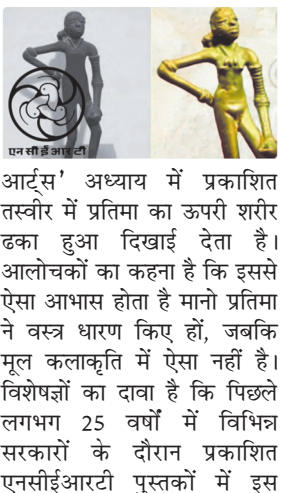 एन सी ई आर टी
आर्ट्स' अध्याय में प्रकाशित
तस्वीर में प्रतिमा का ऊपरी शरीर
ढका हुआ दिखाई देता है।
आलोचकों का कहना है कि इससे
ऐसा आभास होता है मानो प्रतिमा
ने वस्त्र धारण किए हों, जबकि
मूल कलाकृति में ऐसा नहीं है।
विशेषज्ञों का दावा है कि पिछले
लगभग 25 वर्षों में विभिन्न
सरकारों के दौरान प्रकाशित
एनसीईआरटी पुस्तकों में इस